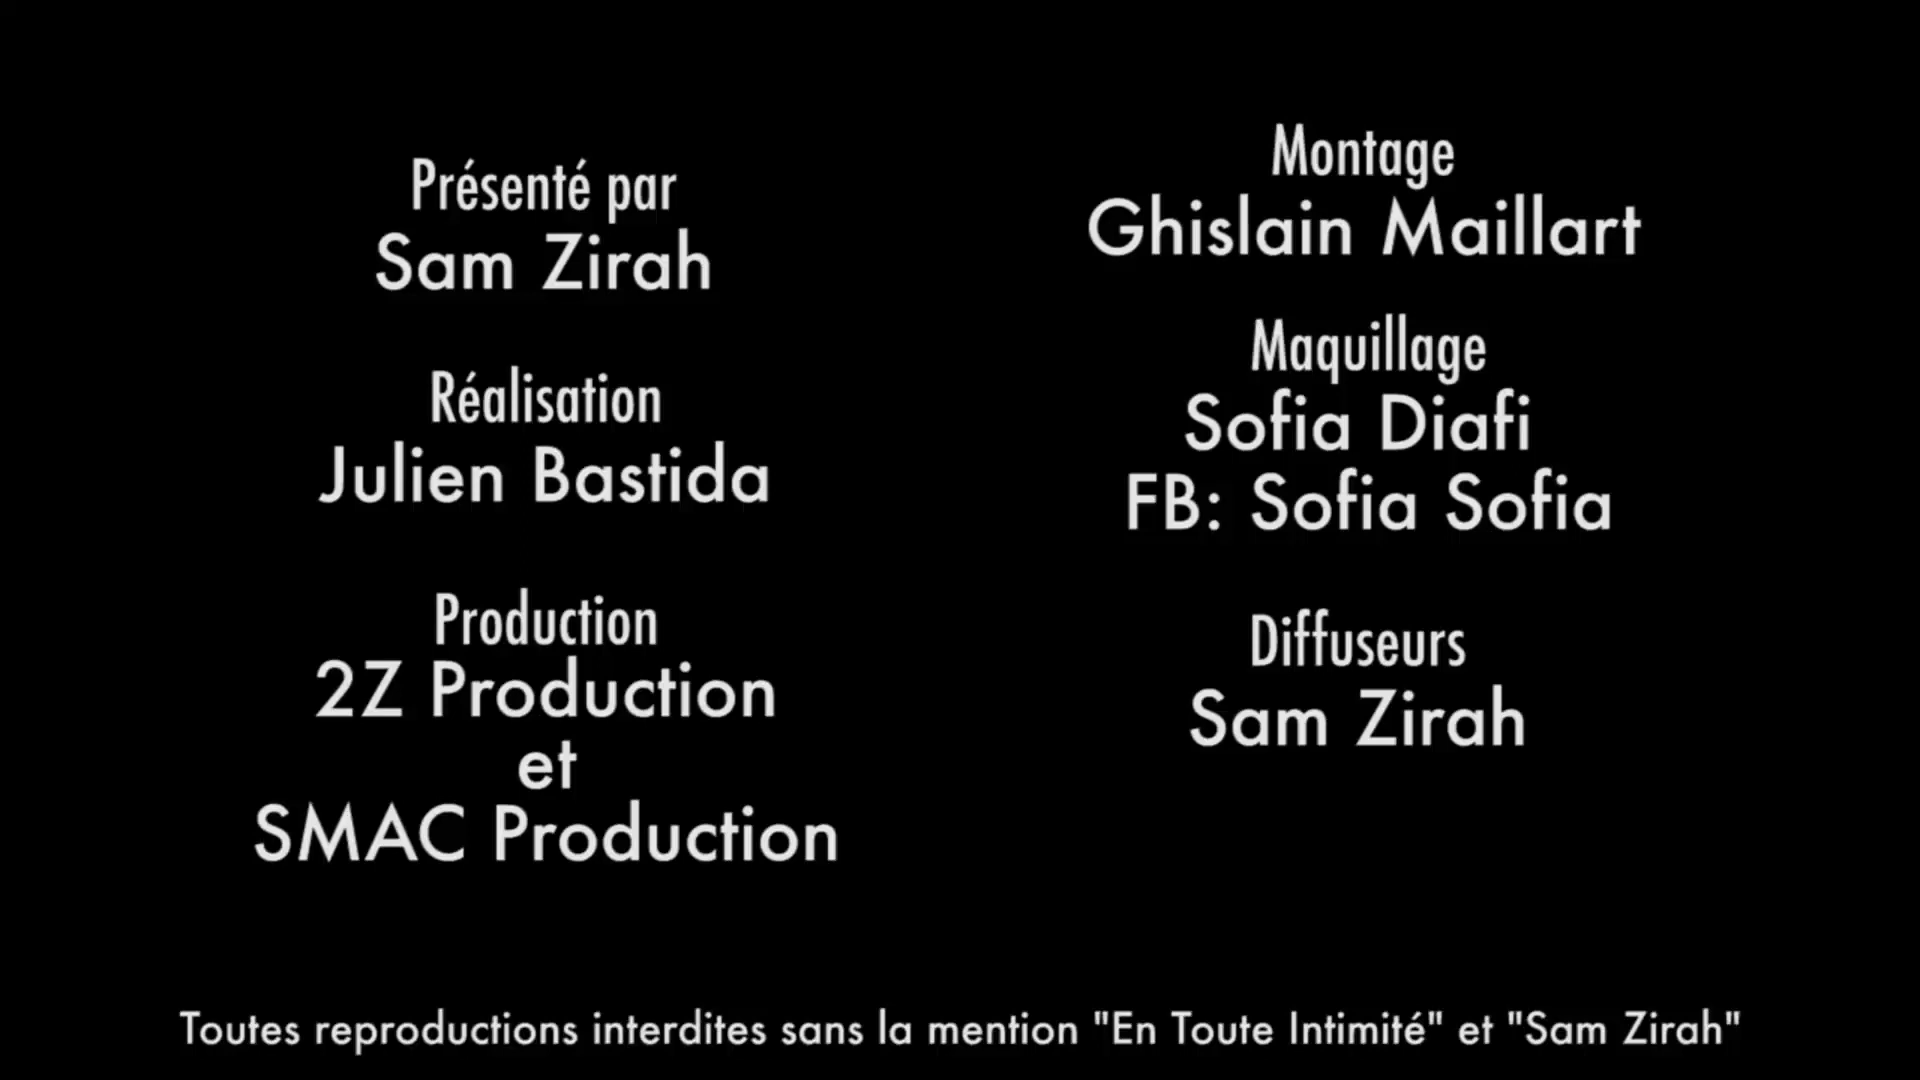 Présenté par
Sam Zirah
Réalisation
Julien Bastida
Production
2Z Production
et
SMAC Production
Montage
Ghislain Maillart
Maquillage
Sofia Diafi
FB: Sofia Sofia
Diffuseurs
Sam Zirah
Toutes reproductions interdites sans la mention "En Toute Intimité" et "Sam Zirah"